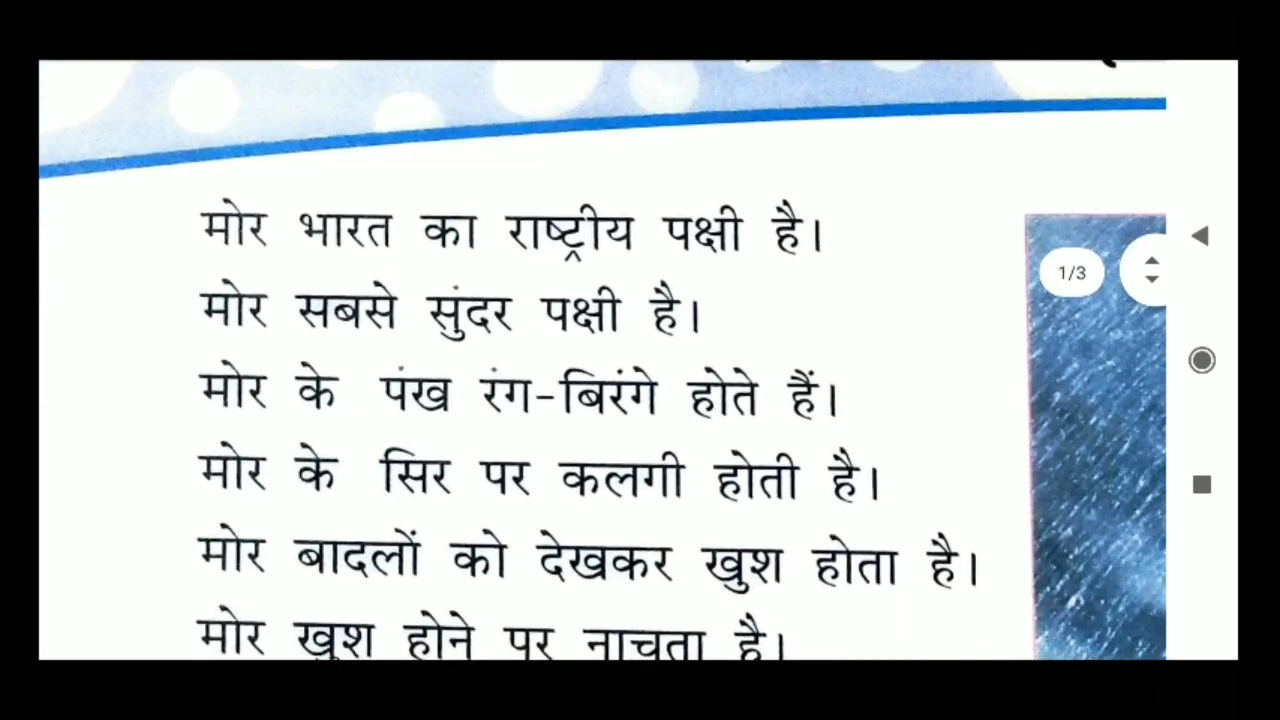 मोर भारत का राष्ट्रीय पक्षी है।
1/3
मोर सबसे सुंदर पक्षी है।
मोर के पंख रंग-बिरंगे होते हैं।
मोर के सिर पर कलगी होती है।
मोर बादलों को देखकर खुश होता है।
मोर खुश होने पर नाचता है।